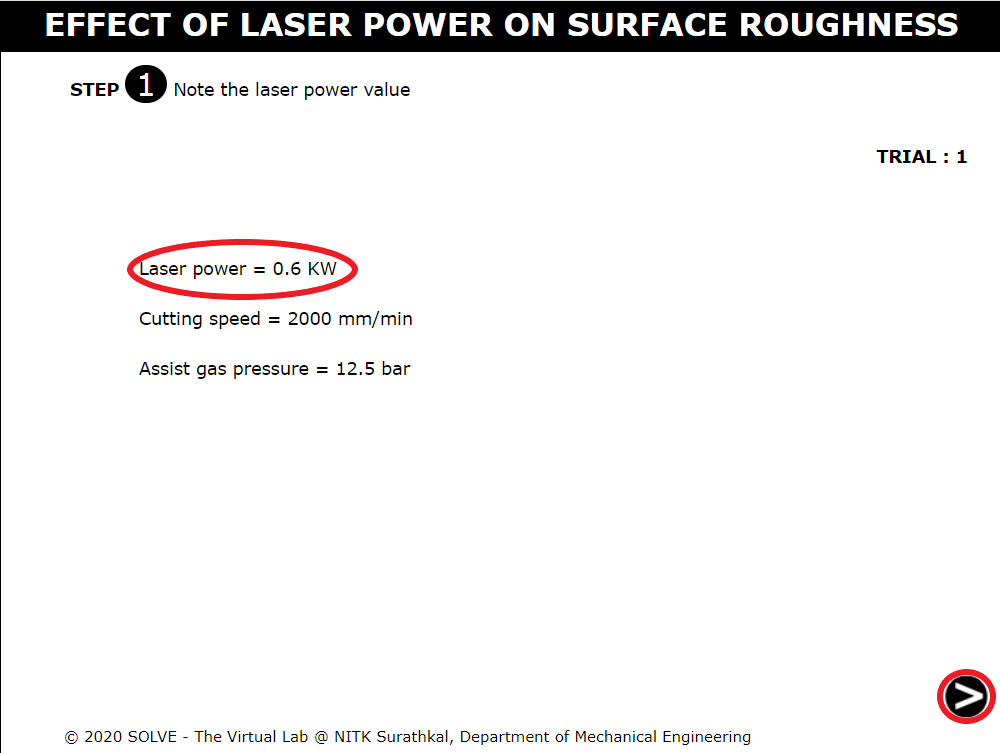 EFFECT OF LASER POWER ON SURFACE ROUGHNESS
STEP 1 Note the laser power value
TRIAL : 1
Laser power = 0.6 KW
Cutting speed = 2000 mm/min
Assist gas pressure = 12.5 bar
>
© 2020 SOLVE - The Virtual Lab @ NITK Surathkal, Department of Mechanical Engineering